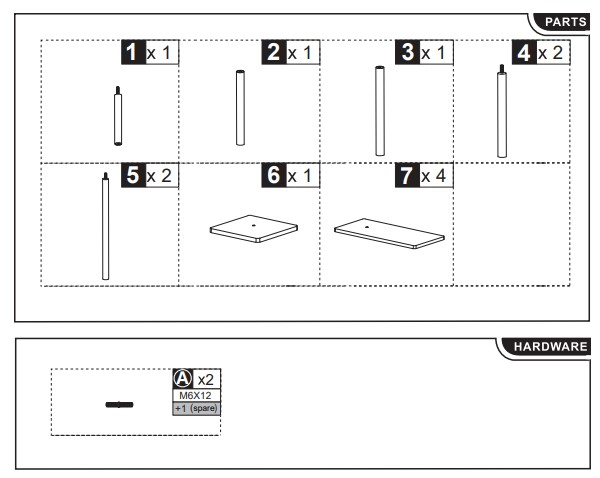 PARTS
1 x 1
2 x 1
3 x 1
4 x 2
5 x 2
6 x 1
7 x 4
HARDWARE
A x2
M6X12
+1 (spare)